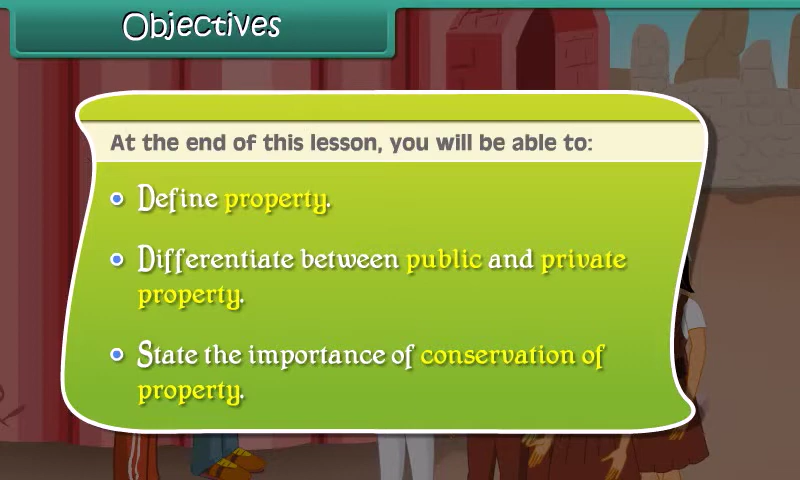 Objectives
At the end of this lesson, you will be able to:
Define property.
Differentiate between public and private
property.
State the importance of conservation of
property.